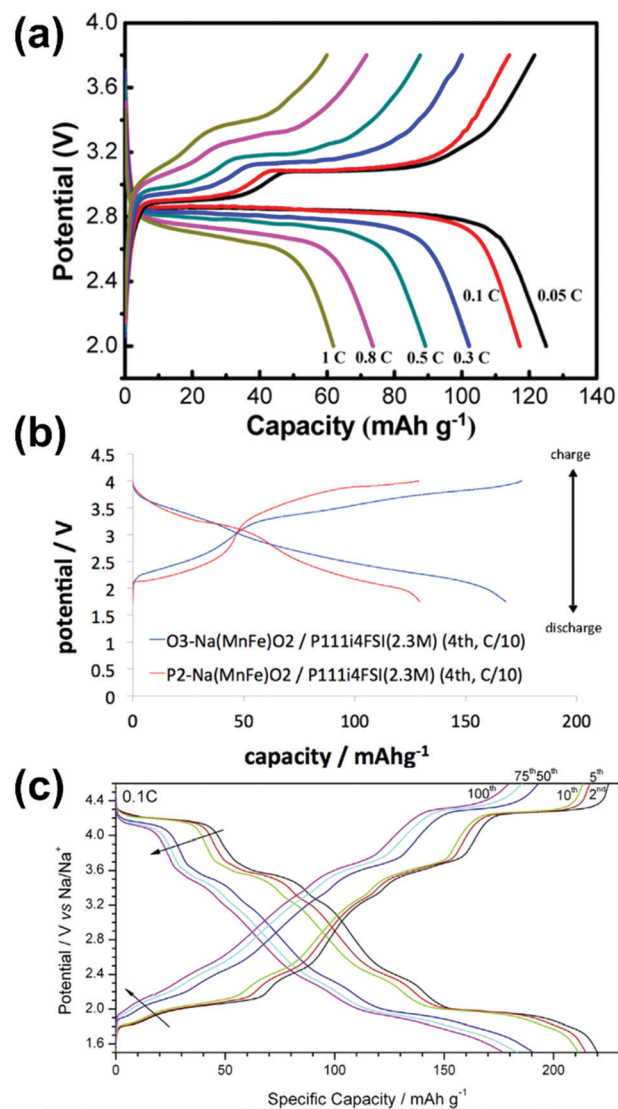 (a)
4.0
3.6
3.2
2.8
2.4
2.0
Potential (V)
0.1 C
0.05 C
1 C
0.8 C
0.5 C
0.3 C
0 20 40 60 80 100 120 140
Capacity (mAh g-1)
(b)
4.5
4
3.5
3
2.5
2
1.5
1
0.5
0
potential / V
charge
discharge
O3-Na(MnFe)O2 / P111i4FSI(2.3M) (4th, C/10)
P2-Na(MnFe)O2 / P111i4FSI(2.3M) (4th, C/10)
0 50 100 150 200
capacity / mAhg-1
(c)
0.1C
75th 50th 5th
100th 10th 2nd
4.4
4.0
3.6
3.2
2.8
2.4
2.0
1.6
Potential / V vs Na/Na+
0 50 100 150 200
Specific Capacity / mAh g-1